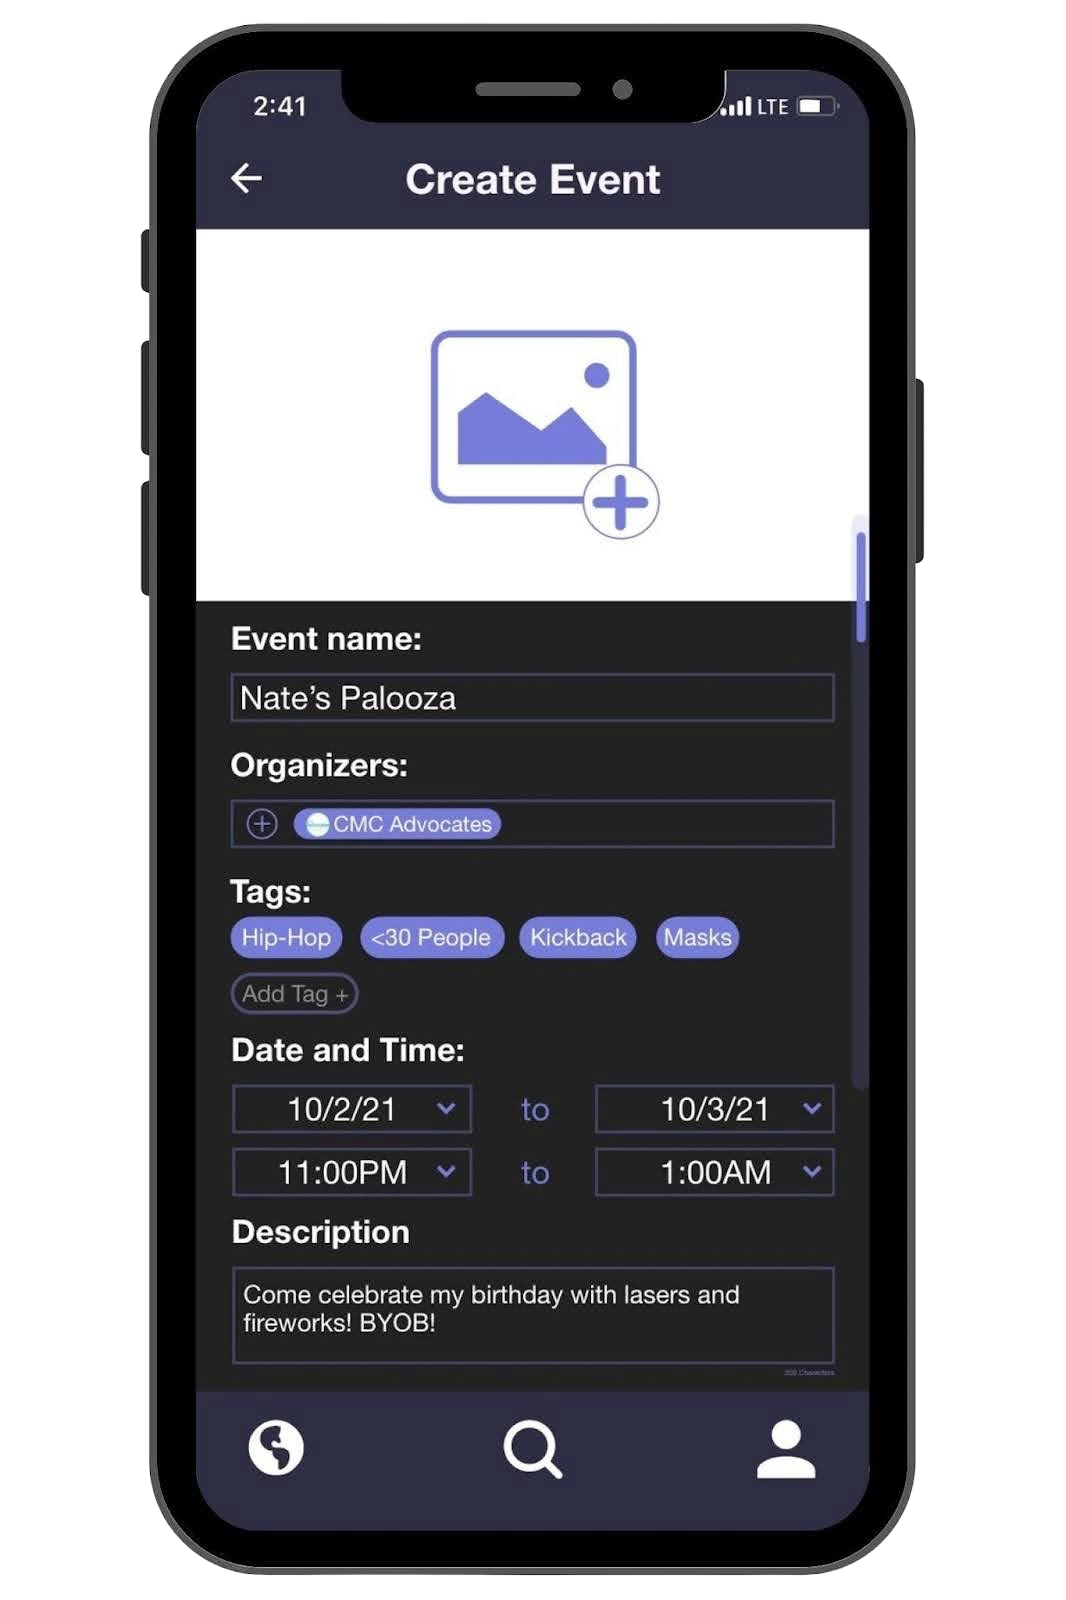 2:41 LTE
Create Event
Event name:
Nate’s Palooza
Organizers:
CMC Advocates
Tags:
Hip-Hop <30 People Kickback Masks
Add Tag +
Date and Time:
10/2/21 to 10/3/21
11:00PM to 1:00AM
Description
Come celebrate my birthday with lasers and
fireworks! BYOB!